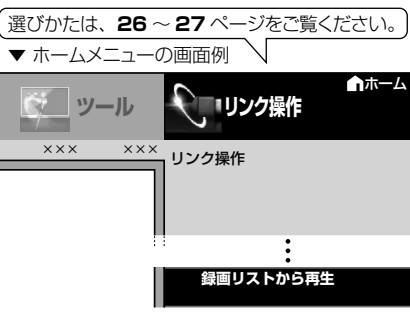 選びかたは、26 ～ 27 ページをご覧ください。
▼ ホームメニューの画面例
ホーム
ツール
リンク操作
××× ×××
リンク操作
録画リストから再生